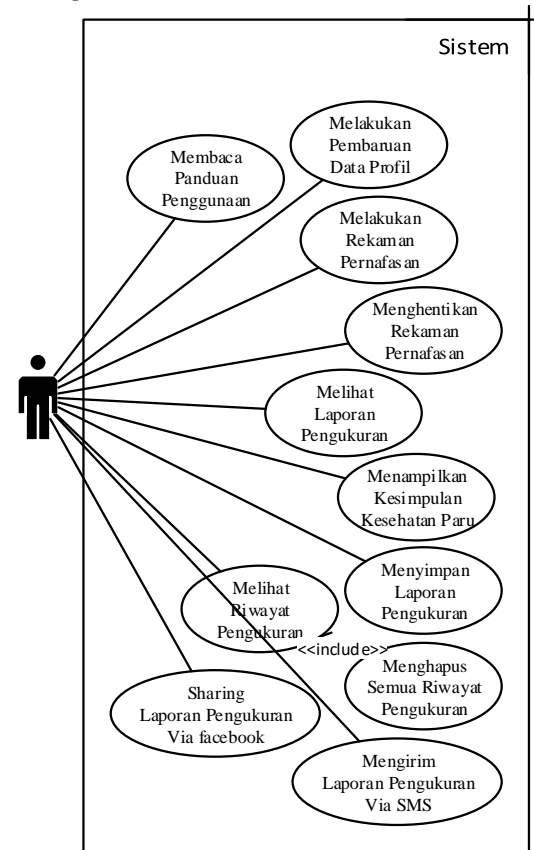 Sistem
Melakukan
Pembaruan
Data Profil
Membaca
Panduan
Penggunaan
Melakukan
Rekaman
Pernafasan
Menghentikan
Rekaman
Pernafasan
Melihat
Laporan
Pengukuran
Menampilkan
Kesimpulan
Kesehatan Paru
Menyimpan
Laporan
Pengukuran
Melihat
Riwayat
Pengukuran
<<include>>
Menghapus
Semua Riwayat
Pengukuran
Sharing
Laporan Pengukuran
Via facebook
Mengirim
Laporan Pengukuran
Via SMS